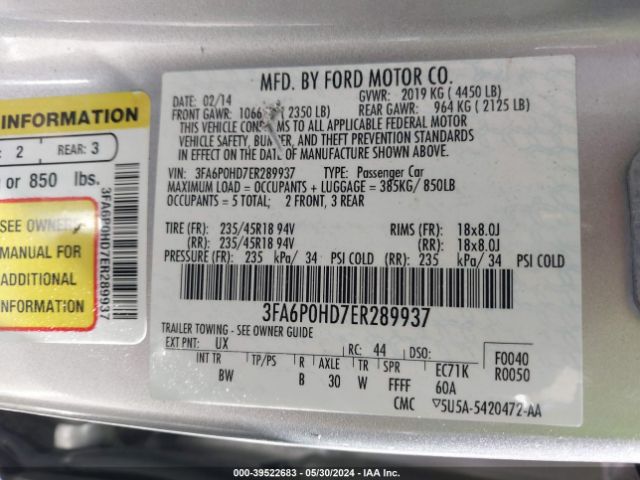 MFD. BY FORD MOTOR CO.
DATE: 02/14 GVWR: 2019 KG ( 4450 LB)
FRONT GAWR: 1066 ( 2350 LB) REAR GAWR: 964 KG ( 2125 LB)
THIS VEHICLE TO ALL APPLICABLE FEDERAL MOTOR
VEHICLE SAFETY, BUMPER, AND THEFT PREVENTION STANDARDS
IN EFFECT ON THE DATE OF MANUFACTURE SHOWN ABOVE
VIN: 3FA6P0HD7ER289937 TYPE: Passenger Car
MAXIMUM LOAD = OCCUPANTS + LUGGAGE = 385KG/ 850LB
OCCUPANTS = 5 TOTAL; 2 FRONT, 3 REAR
TIRE (FR): 235/45R18 94V RIMS (FR): 18x8.0J
(RR): 235/45R18 94V (RR): 18x8.0J
PRESSURE (FR): 235 kPa/ 34 PSI COLD (RR): 235 kPa/ 34 PSI COLD
3FA6P0HD7ER289937
TRAILER TOWING - SEE OWNER GUIDE
EXT PNT: UX RC: 44 DSO: F0040
INT TR TP/PS R AXLE TR SPR EC71K R0050
BW B 30 W FFFF 60A
CMC ▽5U5A-5420472-AA
INFORMATION
: 2 REAR: 3
or 850 lbs.
SEE OWNER
MANUAL FOR
ADDITIONAL
INFORMATION
3FA6P0HD7ER289937
000-39522683 - 05/30/2024 - IAA Inc.